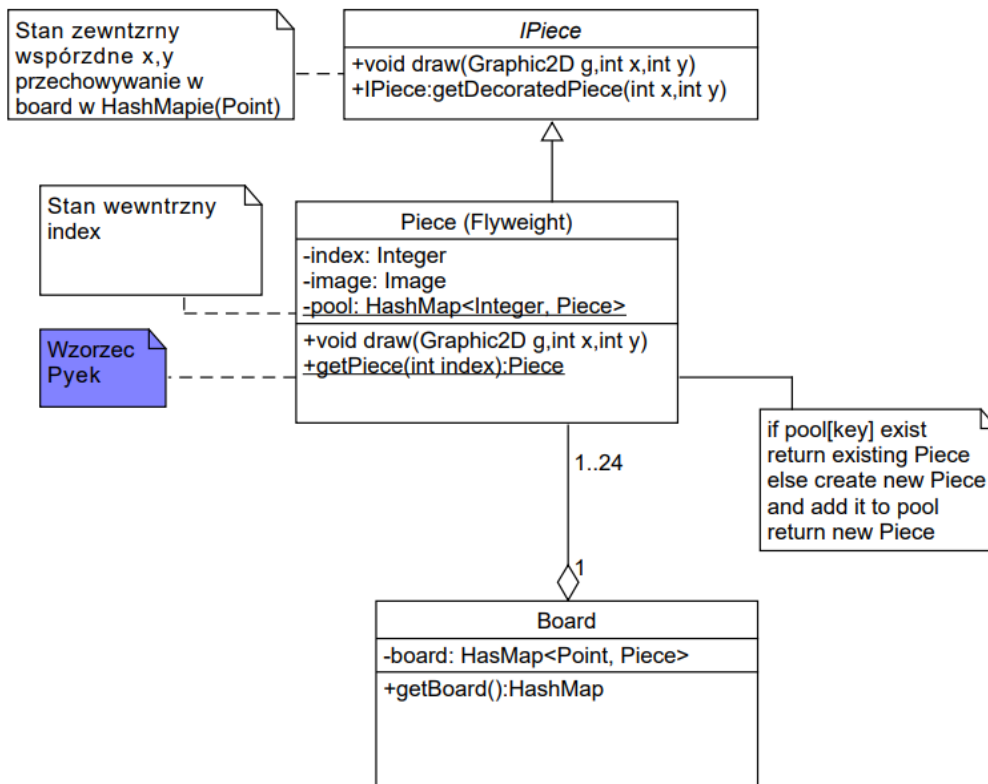 Stan zewntzrny
wspórzdne x,y
przechowywanie w
board w HashMapie(Point)
IPiece
+void draw(Graphic2D g,int x,int y)
+IPiece:getDecoratedPiece(int x,int y)
Stan wewntrzny
index
Piece (Flyweight)
-index: Integer
-image: Image
-pool: HashMap<Integer, Piece>
+void draw(Graphic2D g,int x,int y)
+getPiece(int index):Piece
Wzorzec
Pyek
if pool[key] exist
return existing Piece
else create new Piece
and add it to pool
return new Piece
1..24
1
Board
-board: HasMap<Point, Piece>
+getBoard():HashMap